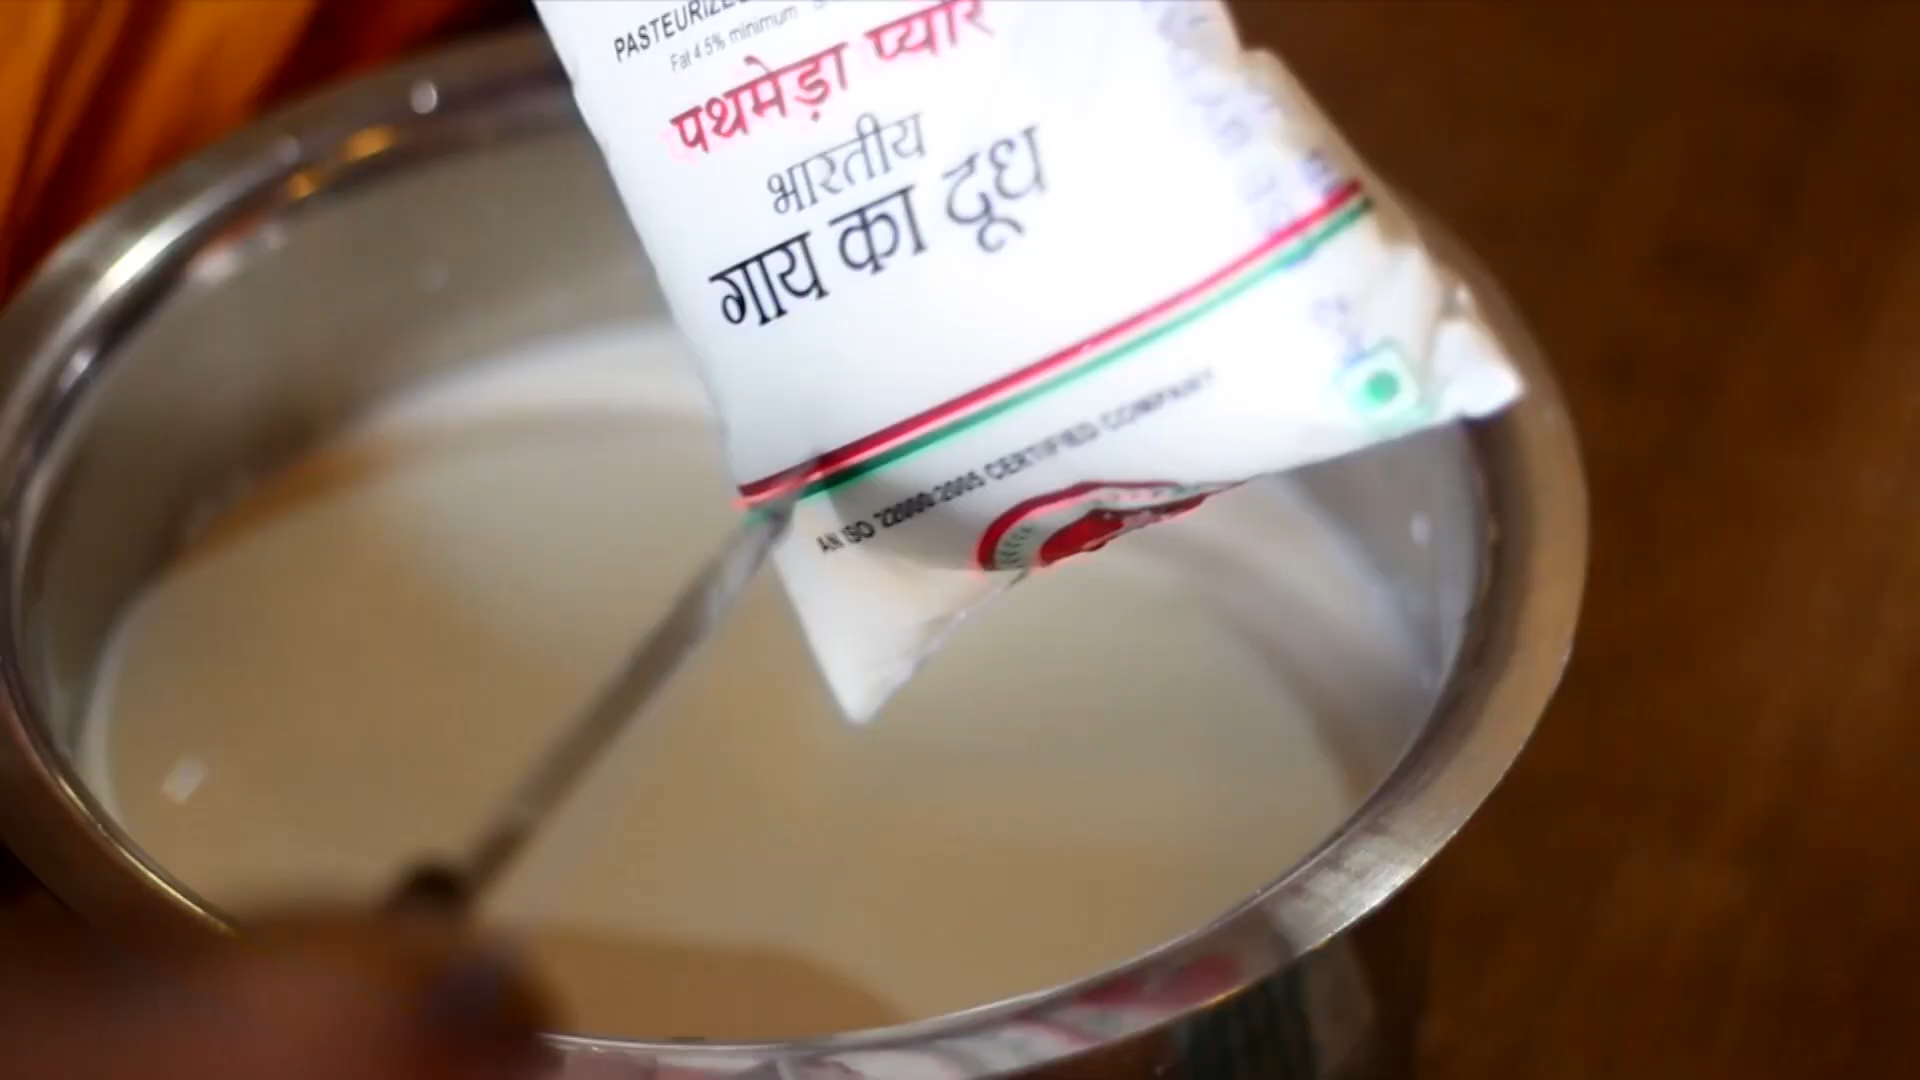 PASTEURIZED
Fat 4.5% minimum
पथमेड़ा प्योर
भारतीय
गाय का दूध
AN ISO 22000:2005 CERTIFIED COMPANY